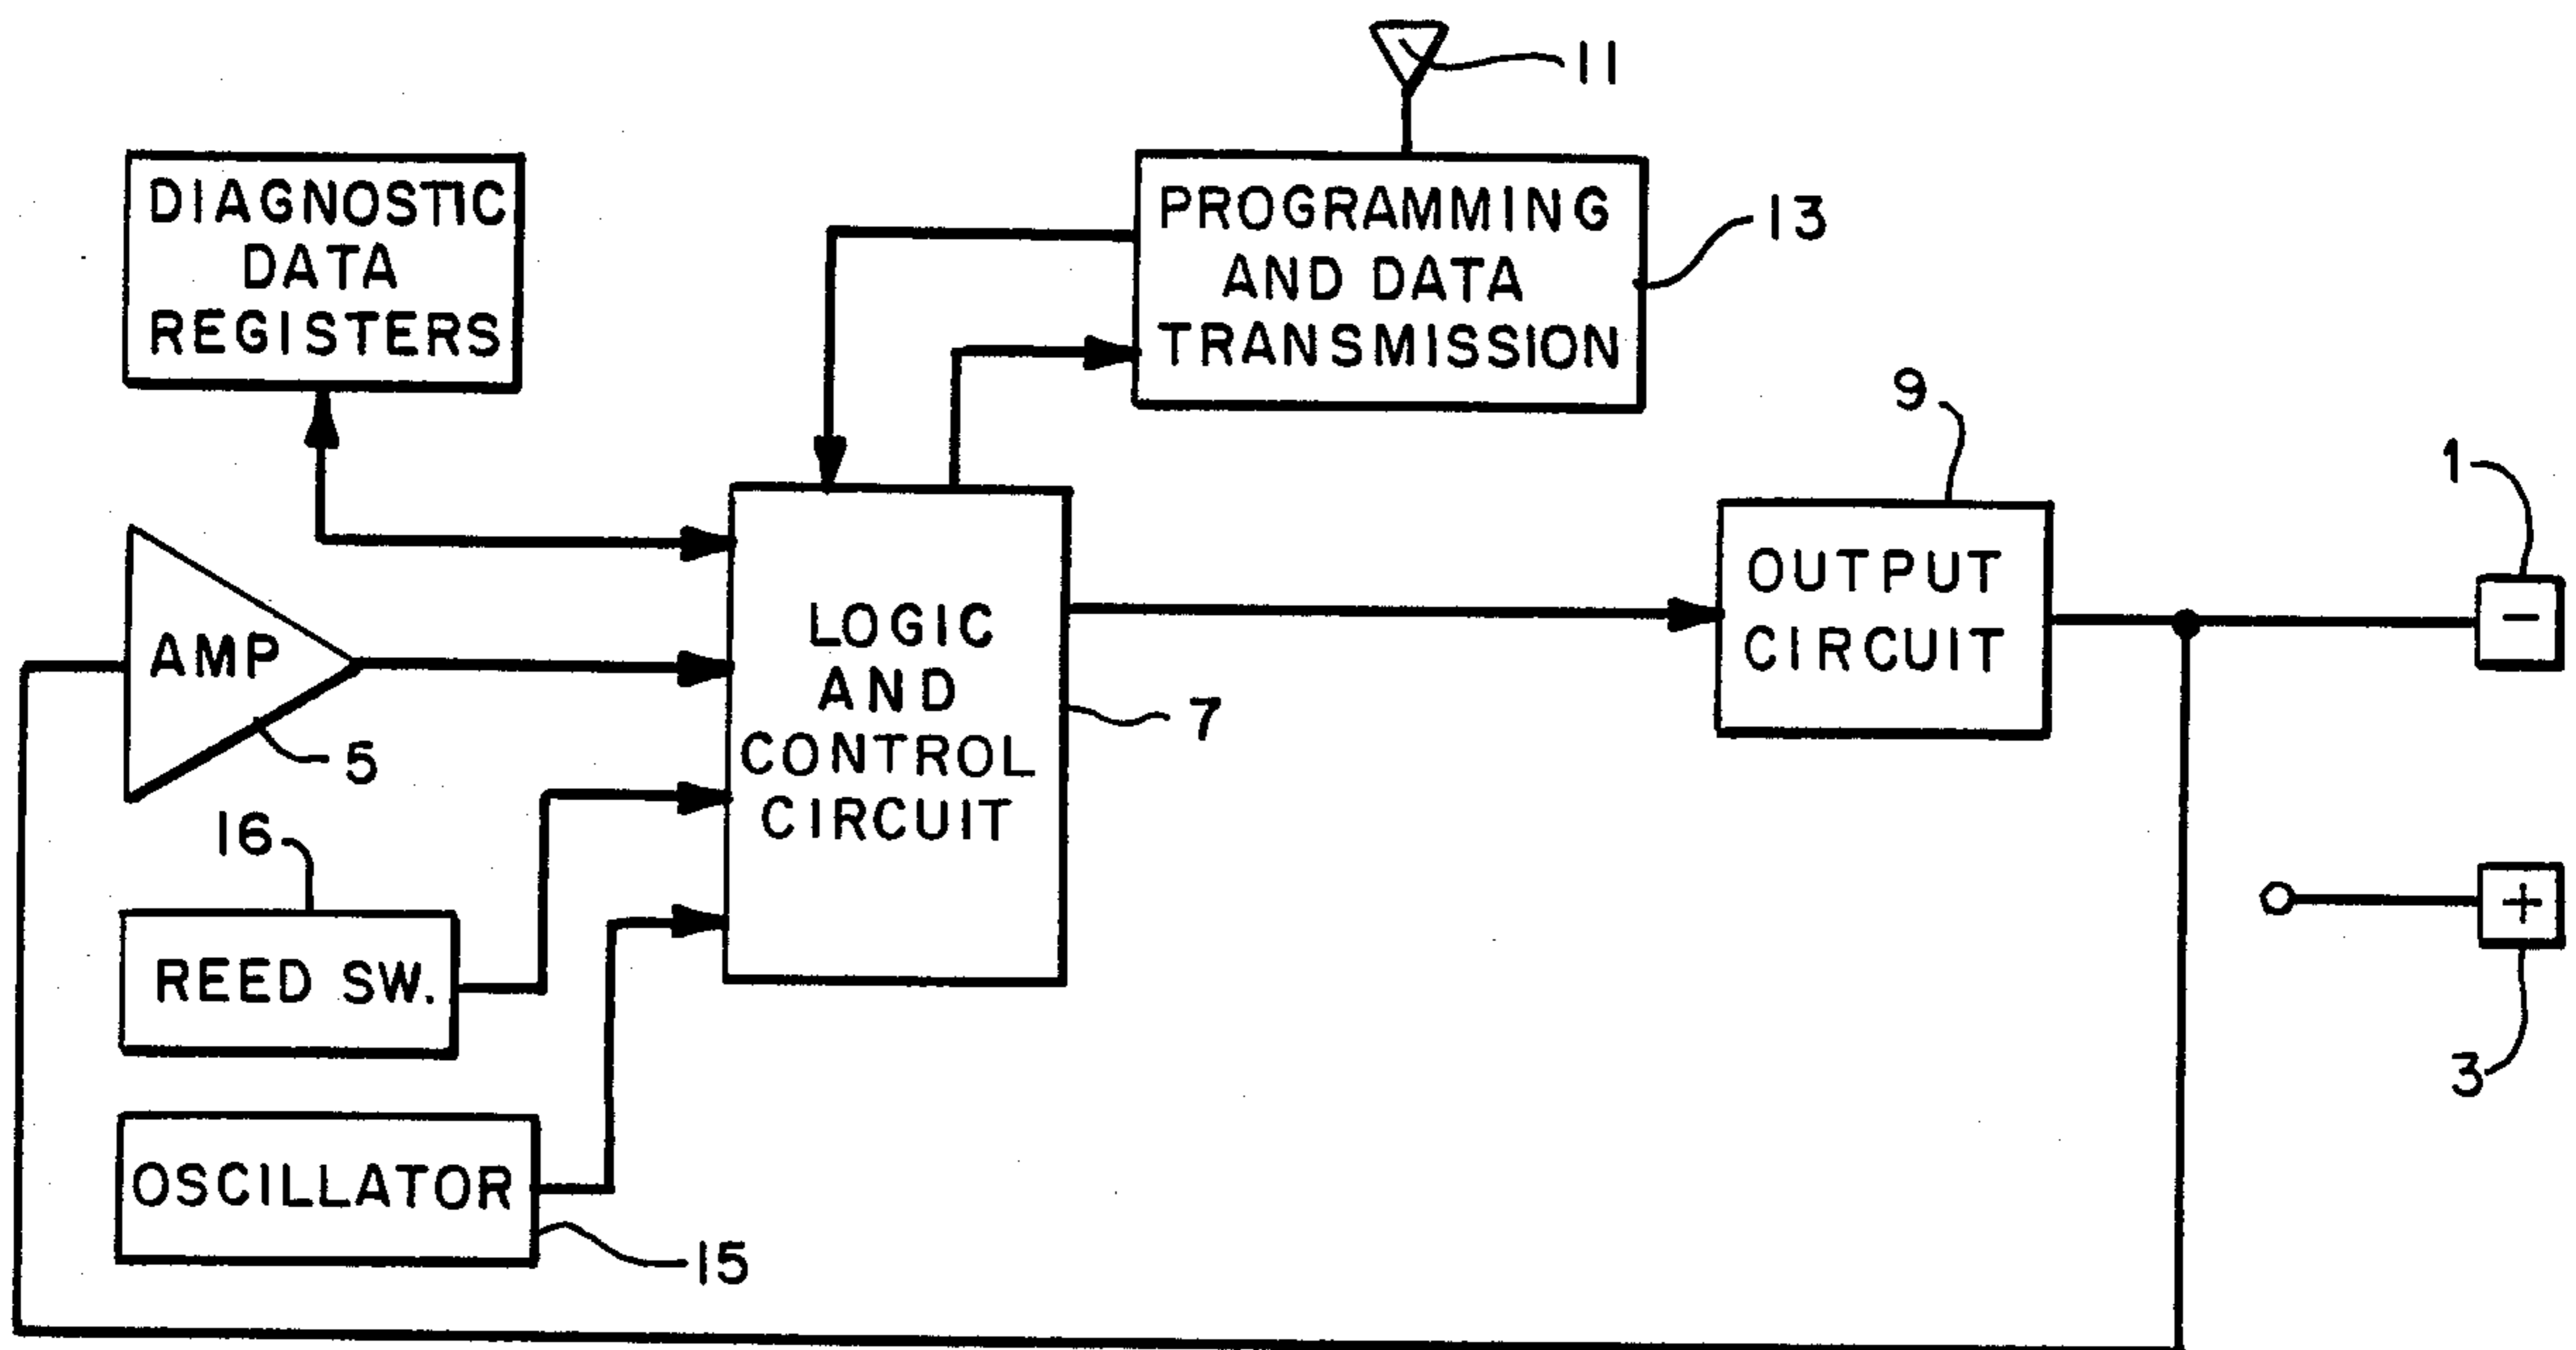 11
DIAGNOSTIC
DATA
REGISTERS
PROGRAMMING
AND DATA
TRANSMISSION
13
9
1
OUTPUT
CIRCUIT
−
AMP
5
LOGIC
AND
CONTROL
CIRCUIT
7
16
REED SW.
+
3
OSCILLATOR
15